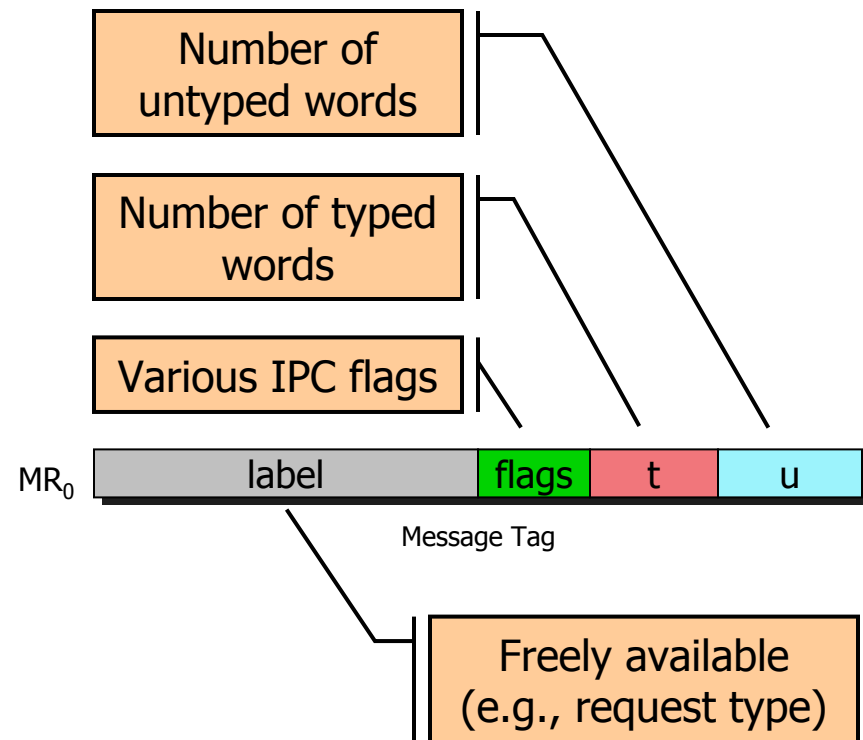 Number of
untyped words
Number of typed
words
Various IPC flags
MR₀ label flags t u
Message Tag
Freely available
(e.g., request type)